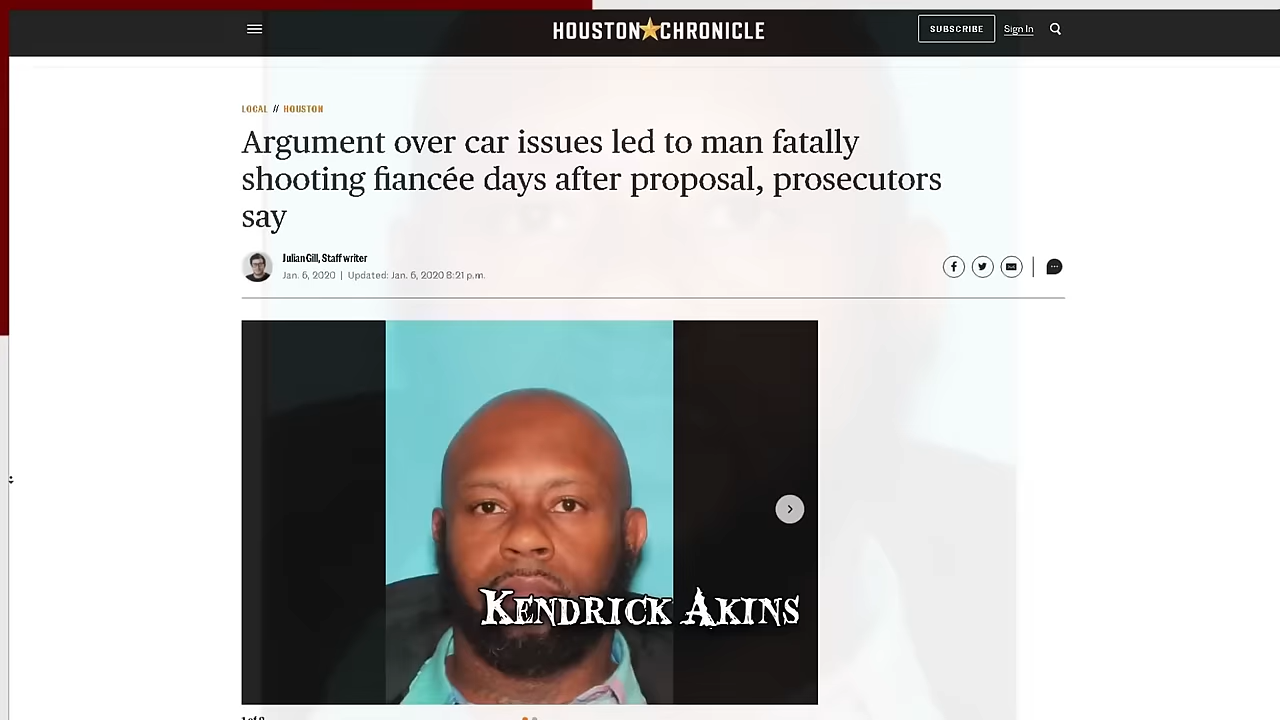 HOUSTON CHRONICLE
SUBSCRIBE
Sign In
LOCAL // HOUSTON
Argument over car issues led to man fatally
shooting fiancée days after proposal, prosecutors
say
Julian Gill, Staff writer
Jan. 6, 2020 | Updated: Jan. 6, 2020 8:21 p.m.
KENDRICK AKINS